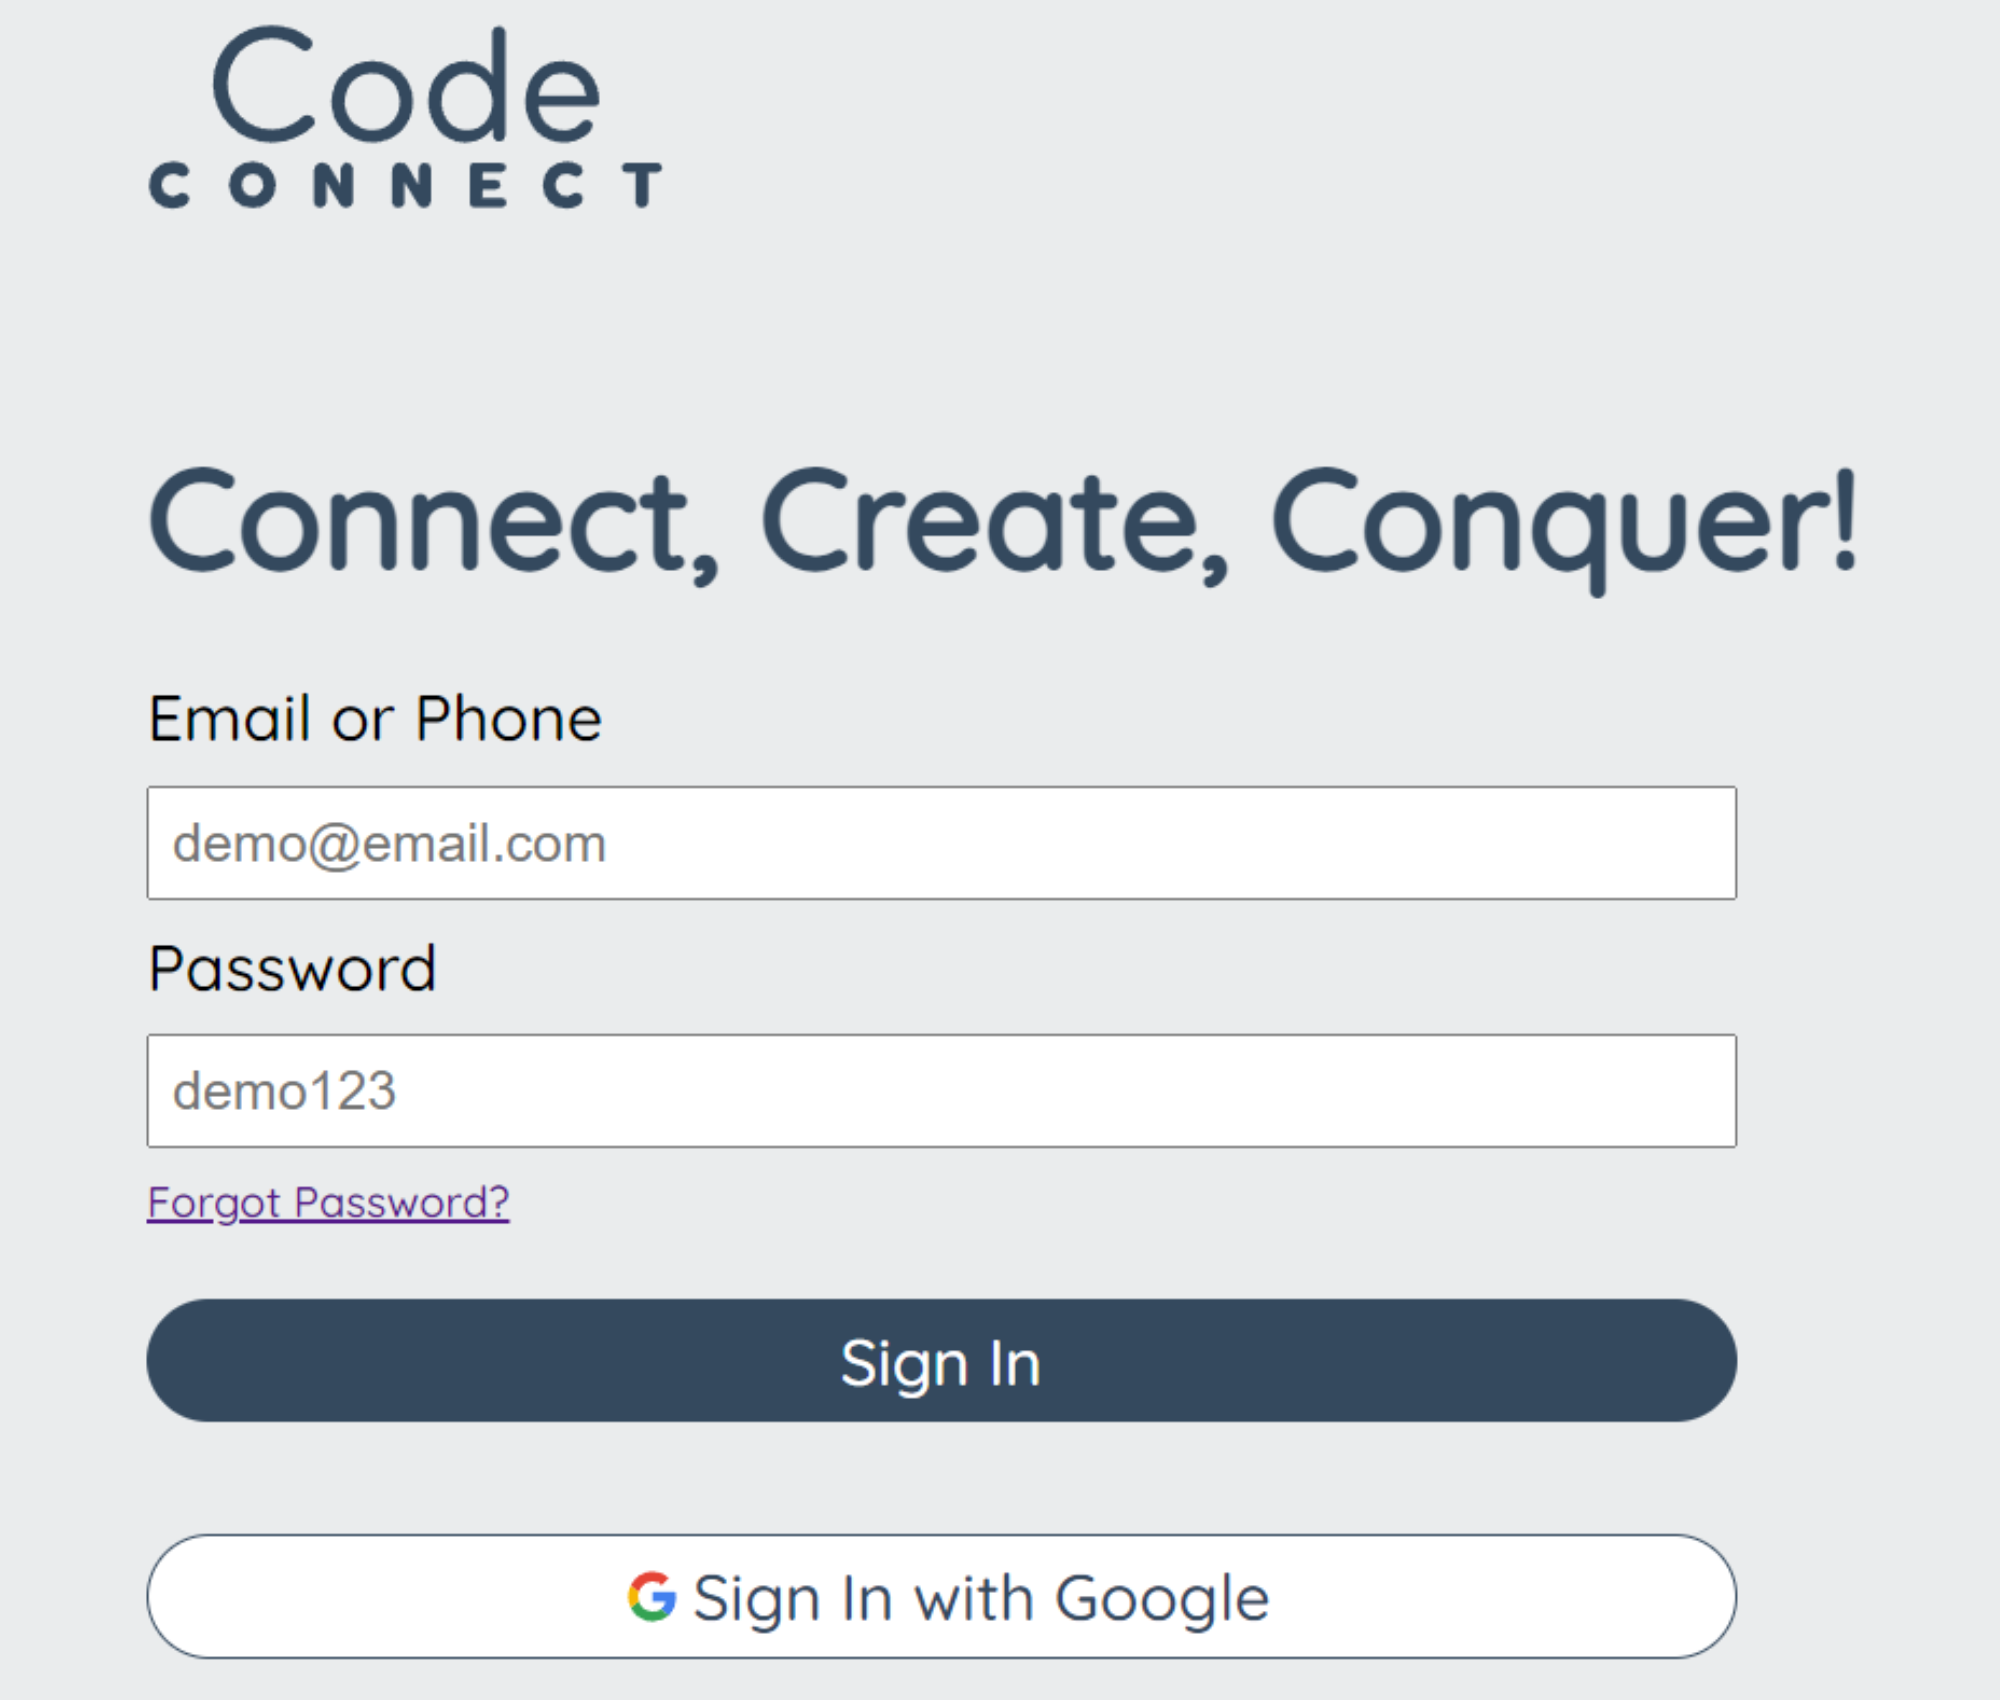 Code
CONNECT
Connect, Create, Conquer!
Email or Phone
demo@email.com
Password
demo123
Forgot Password?
Sign In
Sign In with Google